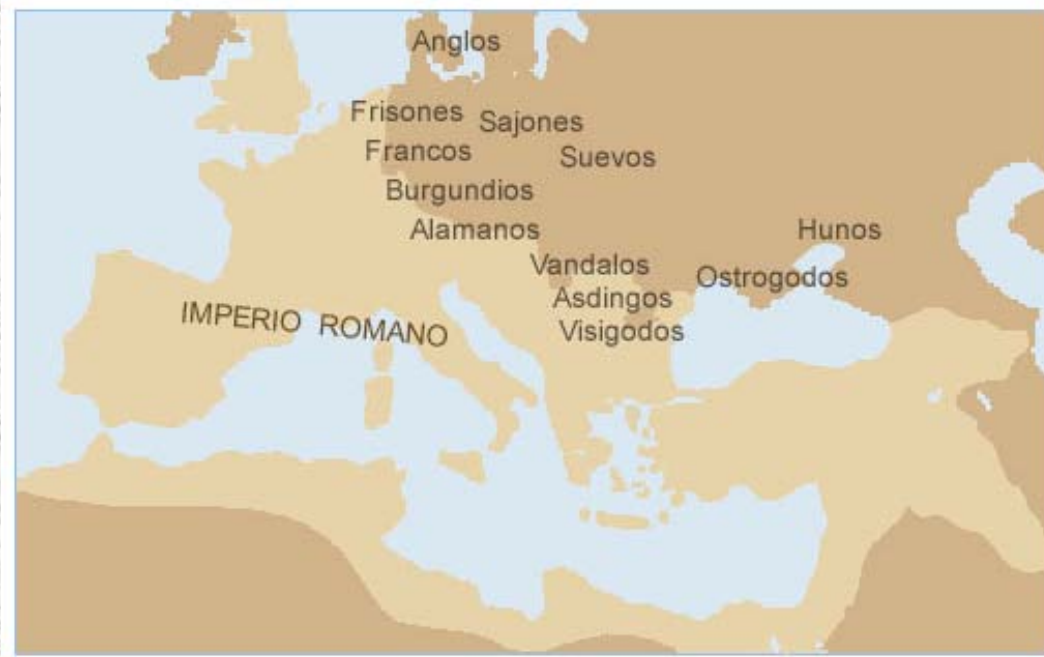 Anglos
Frisones
Sajones
Francos
Suevos
Burgundios
Alamanos
Hunos
Vandalos
Ostrogodos
Asdingos
IMPERIO ROMANO
Visigodos